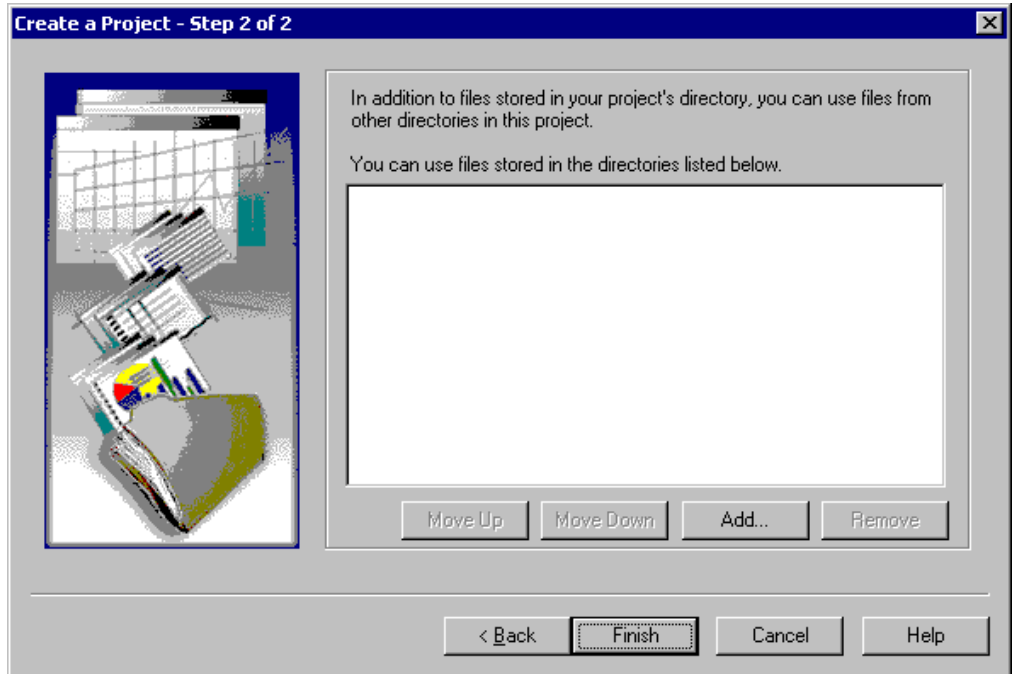 Create a Project - Step 2 of 2
In addition to files stored in your project's directory, you can use files from
other directories in this project.
You can use files stored in the directories listed below.
Move Up Move Down Add... Remove
< Back Finish Cancel Help